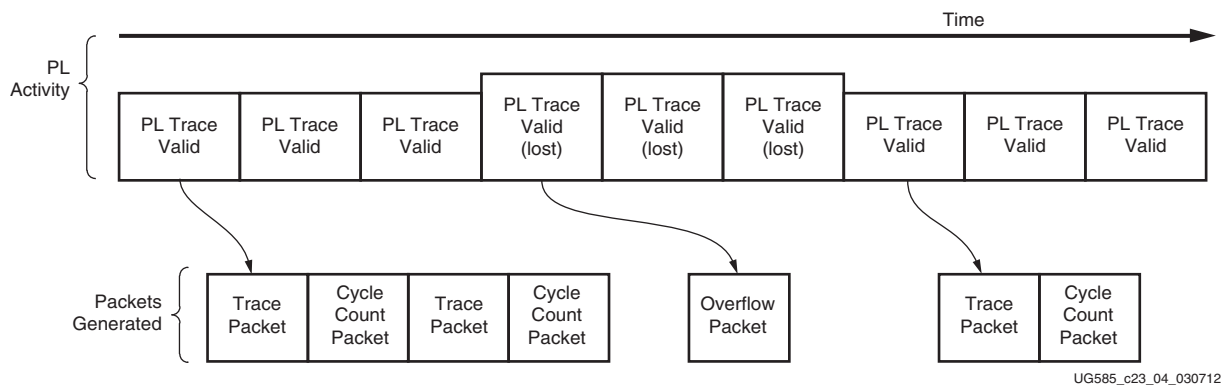 Time
PL
Activity
PL Trace
Valid
PL Trace
Valid
PL Trace
Valid
PL Trace
Valid
(lost)
PL Trace
Valid
(lost)
PL Trace
Valid
(lost)
PL Trace
Valid
PL Trace
Valid
PL Trace
Valid
Packets
Generated
Trace
Packet
Cycle
Count
Packet
Trace
Packet
Cycle
Count
Packet
Overflow
Packet
Trace
Packet
Cycle
Count
Packet
UG585_c23_04_030712